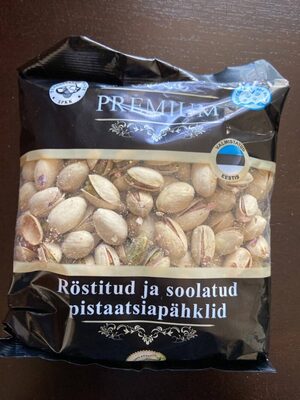 PREMIUM
VALMISTATUD
EESTIS
Röstitud ja soolatud
pistaatsiapähklid